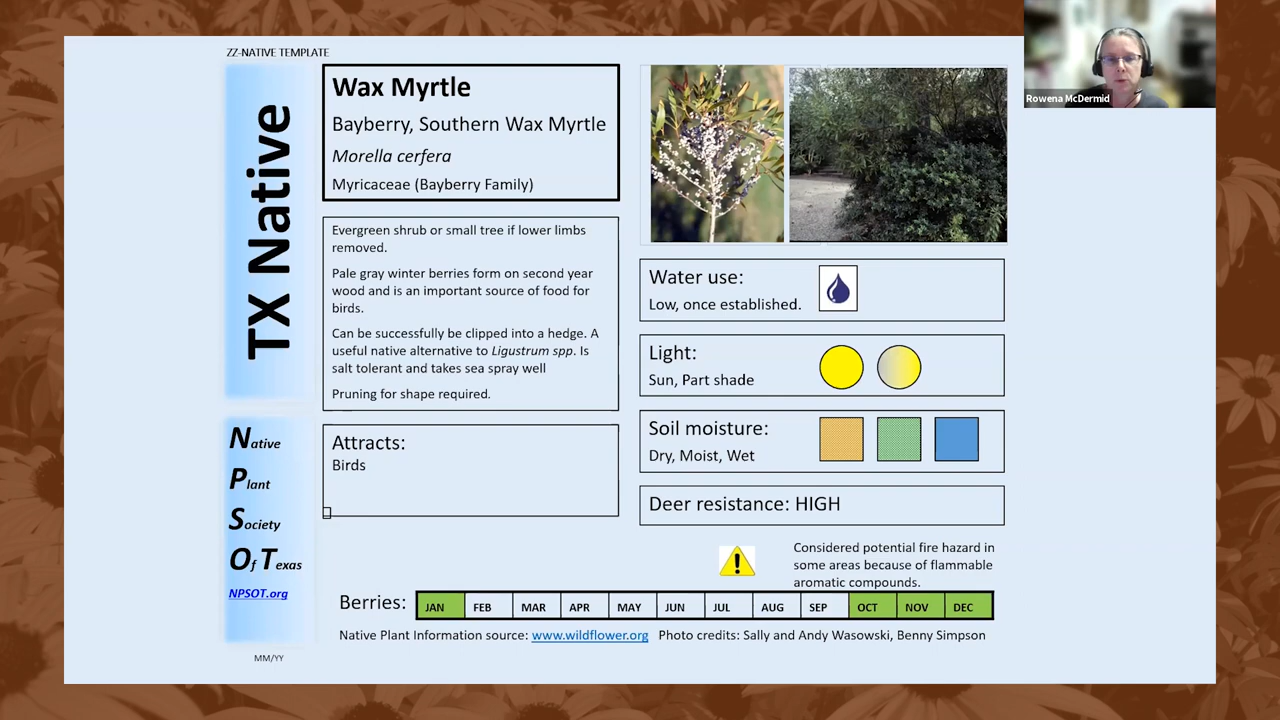 ZZ-NATIVE TEMPLATE
TX Native
Wax Myrtle
Bayberry, Southern Wax Myrtle
Morella cerfera
Myricaceae (Bayberry Family)
Evergreen shrub or small tree if lower limbs
removed.
Pale gray winter berries form on second year
wood and is an important source of food for
birds.
Can be successfully be clipped into a hedge. A
useful native alternative to Ligustrum spp. Is
salt tolerant and takes sea spray well
Pruning for shape required.
Attracts:
Birds
Native
Plant
Society
Of Texas
NPSOT.org
MM/YY
Rowena McDermid
Water use:
Low, once established.
Light:
Sun, Part shade
Soil moisture:
Dry, Moist, Wet
Deer resistance: HIGH
Considered potential fire hazard in
some areas because of flammable
aromatic compounds.
Berries: JAN FEB MAR APR MAY JUN JUL AUG SEP OCT NOV DEC
Native Plant Information source: www.wildflower.org Photo credits: Sally and Andy Wasowski, Benny Simpson